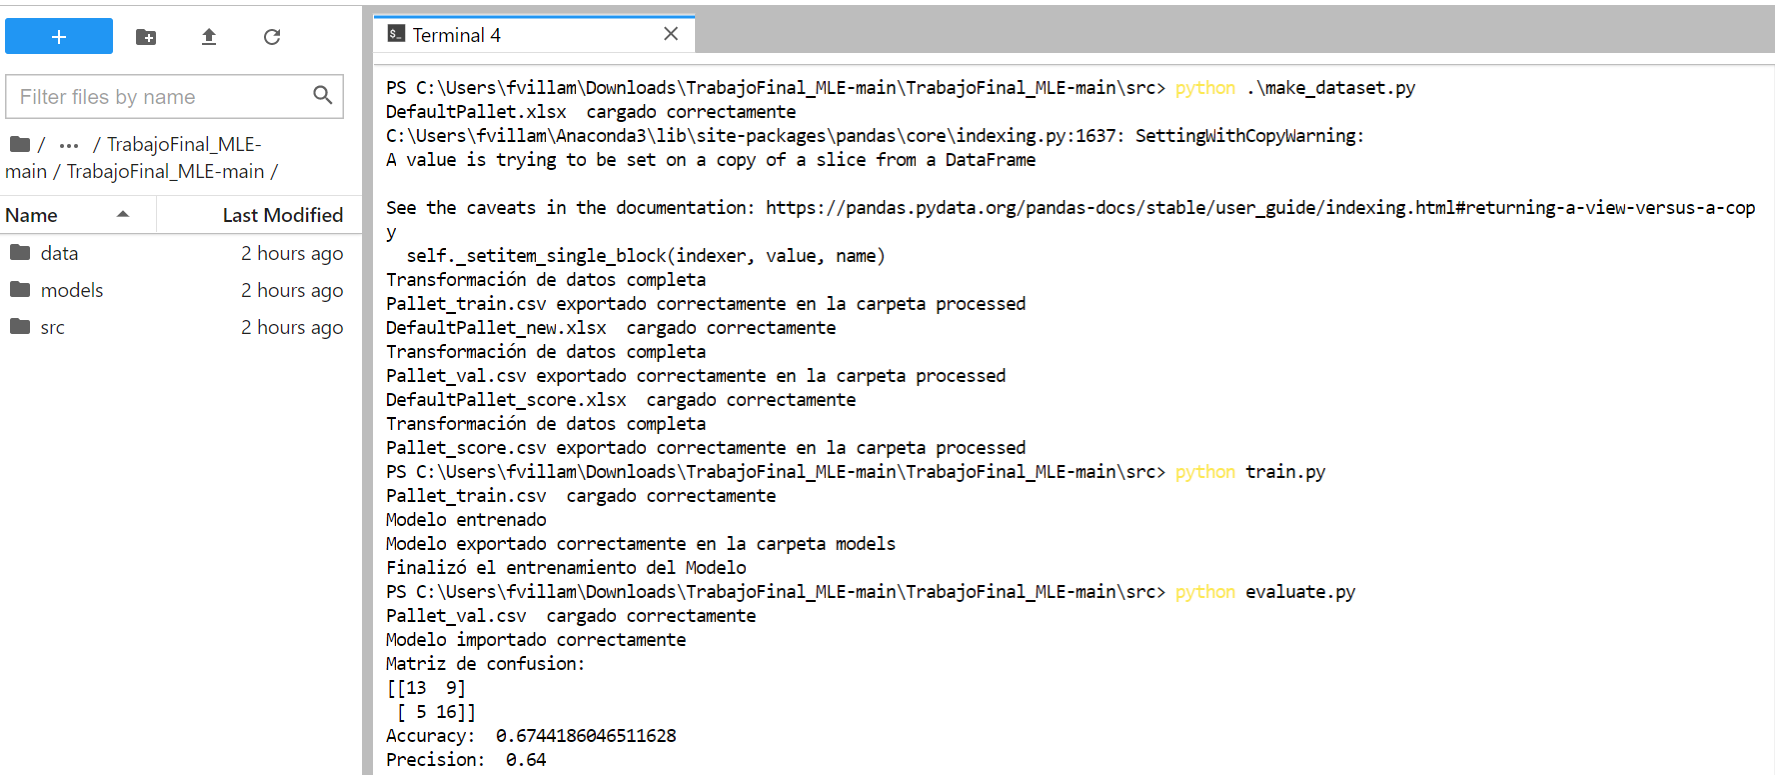 +
Filter files by name
/ ... / TrabajoFinal_MLE-
main / TrabajoFinal_MLE-main /
Name Last Modified
data 2 hours ago
models 2 hours ago
src 2 hours ago
$_ Terminal 4
PS C:\Users\fvillam\Downloads\TrabajoFinal_MLE-main\TrabajoFinal_MLE-main\src> python .\make_dataset.py
DefaultPallet.xlsx  cargado correctamente
C:\Users\fvillam\Anaconda3\lib\site-packages\pandas\core\indexing.py:1637: SettingWithCopyWarning:
A value is trying to be set on a copy of a slice from a DataFrame
See the caveats in the documentation: https://pandas.pydata.org/pandas-docs/stable/user_guide/indexing.html#returning-a-view-versus-a-cop
y
  self._setitem_single_block(indexer, value, name)
Transformación de datos completa
Pallet_train.csv exportado correctamente en la carpeta processed
DefaultPallet_new.xlsx  cargado correctamente
Transformación de datos completa
Pallet_val.csv exportado correctamente en la carpeta processed
DefaultPallet_score.xlsx  cargado correctamente
Transformación de datos completa
Pallet_score.csv exportado correctamente en la carpeta processed
PS C:\Users\fvillam\Downloads\TrabajoFinal_MLE-main\TrabajoFinal_MLE-main\src> python train.py
Pallet_train.csv  cargado correctamente
Modelo entrenado
Modelo exportado correctamente en la carpeta models
Finalizó el entrenamiento del Modelo
PS C:\Users\fvillam\Downloads\TrabajoFinal_MLE-main\TrabajoFinal_MLE-main\src> python evaluate.py
Pallet_val.csv  cargado correctamente
Modelo importado correctamente
Matriz de confusion:
[[13  9]
 [ 5 16]]
Accuracy:  0.6744186046511628
Precision:  0.64